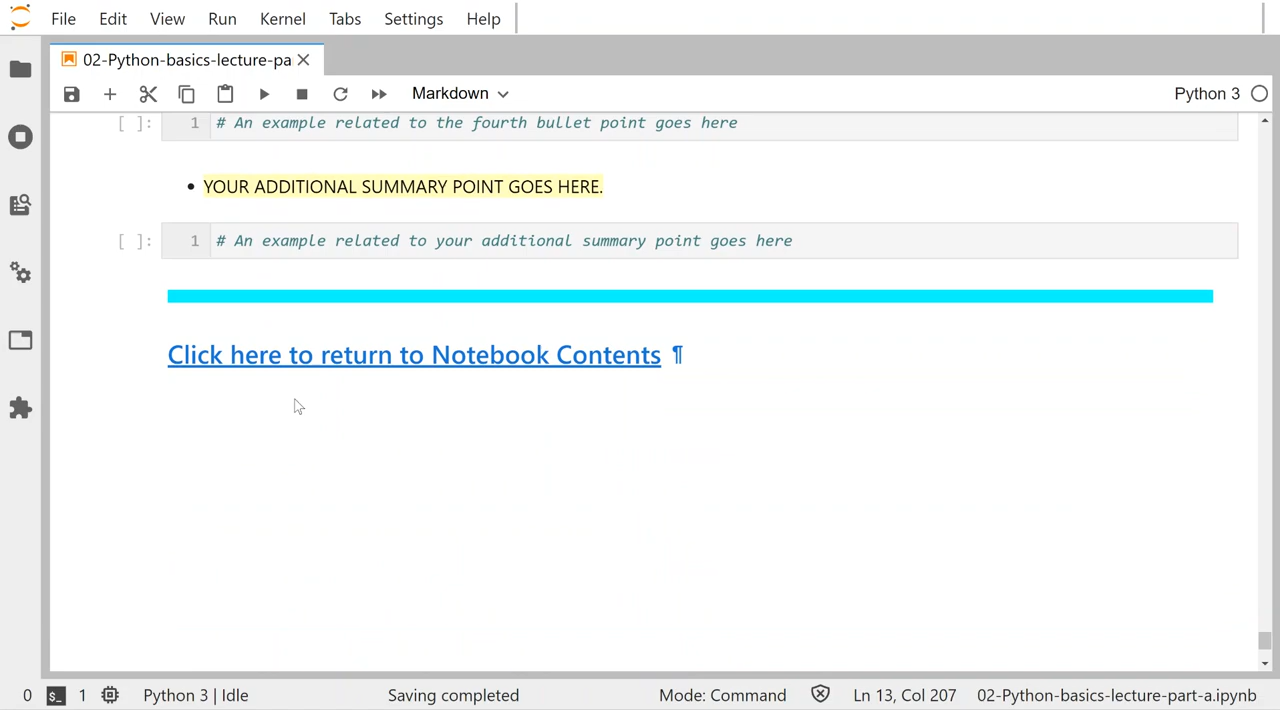 File Edit View Run Kernel Tabs Settings Help
02-Python-basics-lecture-pa
Markdown Python 3
[ ]: 1 # An example related to the fourth bullet point goes here
• YOUR ADDITIONAL SUMMARY POINT GOES HERE.
[ ]: 1 # An example related to your additional summary point goes here
Click here to return to Notebook Contents ¶
0 $_ 1 Python 3 | Idle Saving completed Mode: Command Ln 13, Col 207 02-Python-basics-lecture-part-a.ipynb